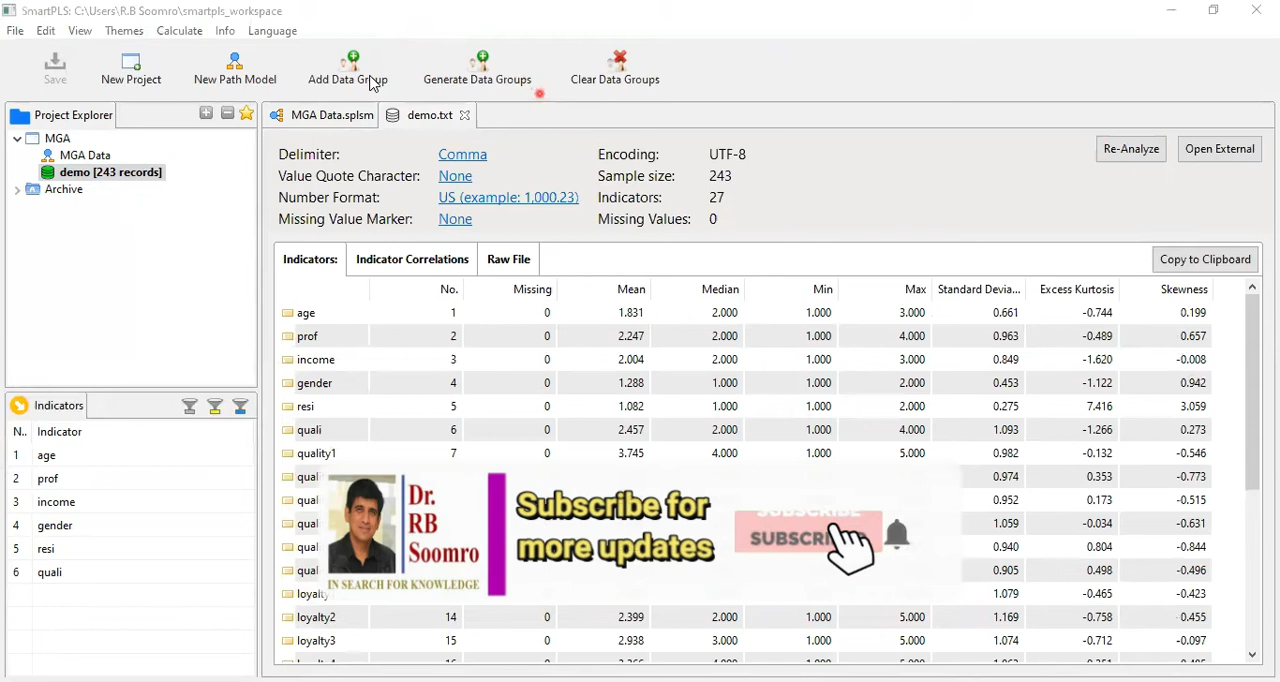 SmartPLS: C:\Users\R.B Soomro\smartpls_workspace
File Edit View Themes Calculate Info Language
Save New Project New Path Model Add Data Group Generate Data Groups Clear Data Groups
Project Explorer
MGA
MGA Data
demo [243 records]
Archive
MGA Data.splsm demo.txt
Delimiter: Comma Encoding: UTF-8 Re-Analyze Open External
Value Quote Character: None Sample size: 243
Number Format: US (example: 1,000.23) Indicators: 27
Missing Value Marker: None Missing Values: 0
Indicators: Indicator Correlations Raw File Copy to Clipboard
No. Missing Mean Median Min Max Standard Devia... Excess Kurtosis Skewness
age 1 0 1.831 2.000 1.000 3.000 0.661 -0.744 0.199
prof 2 0 2.247 2.000 1.000 4.000 0.963 -0.489 0.657
income 3 0 2.004 2.000 1.000 3.000 0.849 -1.620 -0.008
gender 4 0 1.288 1.000 1.000 2.000 0.453 -1.122 0.942
resi 5 0 1.082 1.000 1.000 2.000 0.275 7.416 3.059
quali 6 0 2.457 2.000 1.000 4.000 1.093 -1.266 0.273
quality1 7 0 3.745 4.000 1.000 5.000 0.982 -0.132 -0.546
0.974 0.353 -0.773
0.952 0.173 -0.515
1.059 -0.034 -0.631
0.940 0.804 -0.844
0.905 0.498 -0.496
1.079 -0.465 -0.423
loyalty2 14 0 2.399 2.000 1.000 5.000 1.169 -0.758 0.455
loyalty3 15 0 2.938 3.000 1.000 5.000 1.074 -0.712 -0.097
Indicators
N.. Indicator
1 age
2 prof
3 income
4 gender
5 resi
6 quali
Dr.
RB
Soomro
IN SEARCH FOR KNOWLEDGE
Subscribe for
more updates